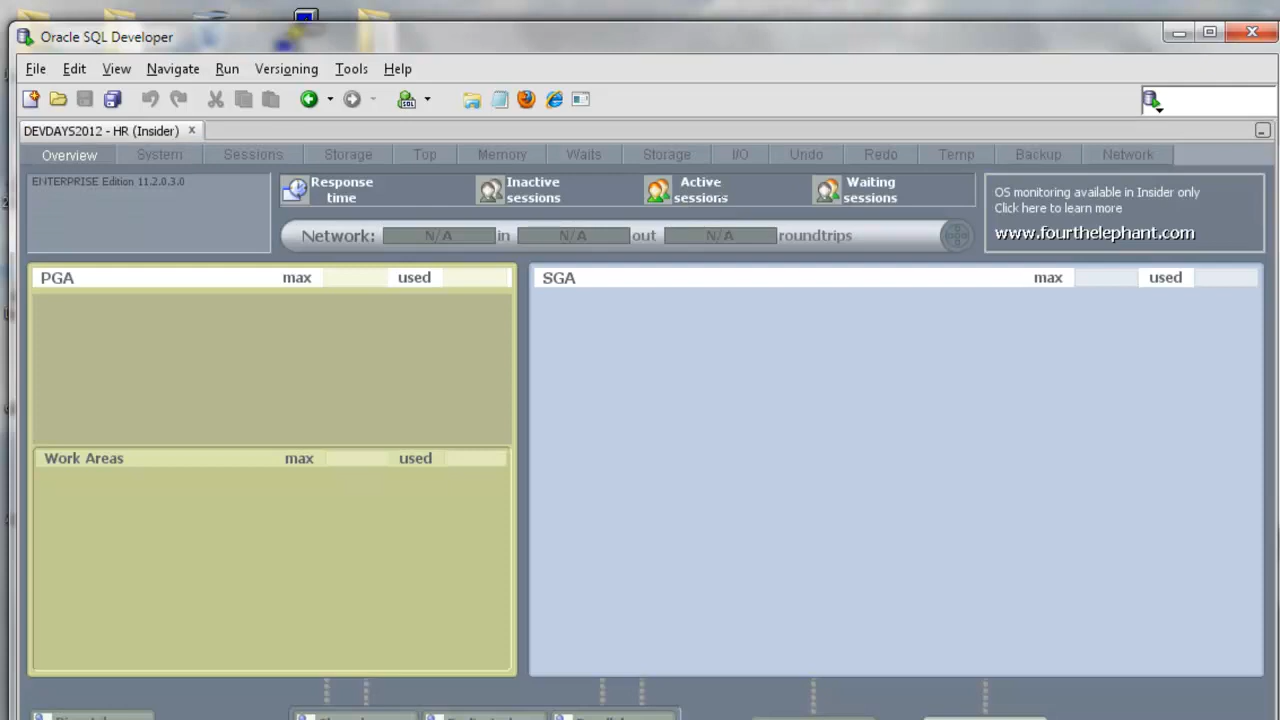 Oracle SQL Developer
File Edit View Navigate Run Versioning Tools Help
DEVDAYS2012 - HR (Insider)
Overview System Sessions Storage Top Memory Waits Storage I/O Undo Redo Temp Backup Network
ENTERPRISE Edition 11.2.0.3.0
Response
time
Inactive
sessions
Active
sessions
Waiting
sessions
OS monitoring available in Insider only
Click here to learn more
www.fourthelephant.com
Network: N/A in N/A out N/A roundtrips
PGA max used
SGA max used
Work Areas max used